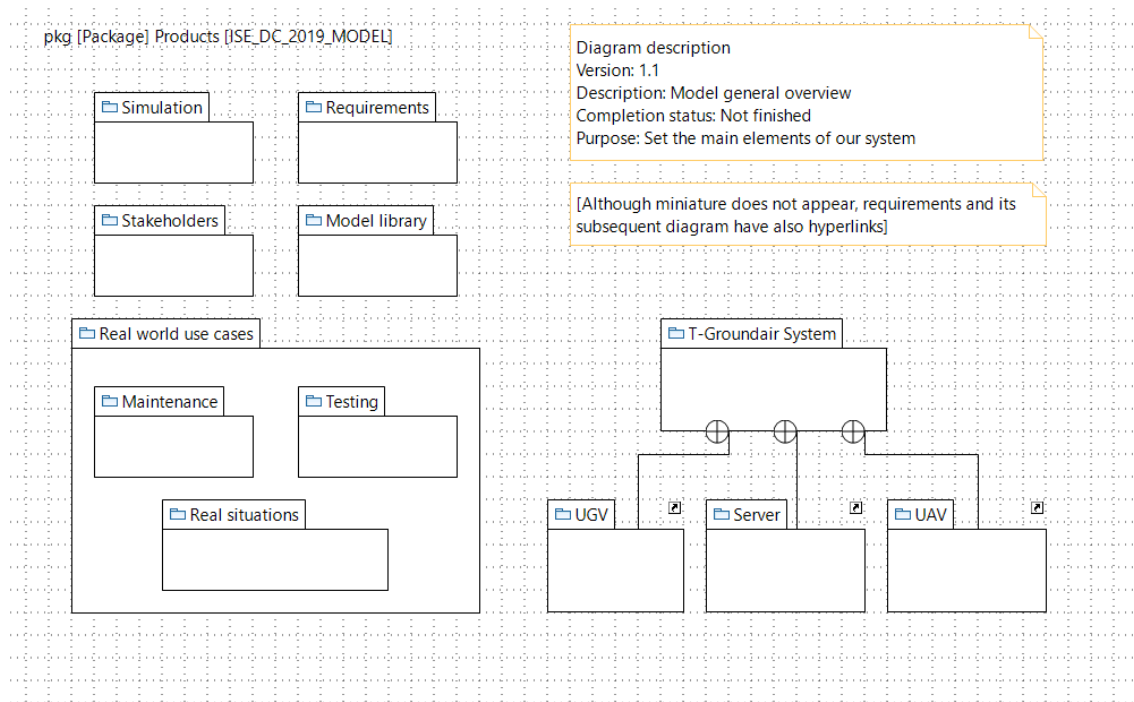 pkg [Package] Products [ISE_DC_2019_MODEL]
Diagram description
Version: 1.1
Description: Model general overview
Completion status: Not finished
Purpose: Set the main elements of our system
Simulation
Requirements
[Although miniature does not appear, requirements and its
subsequent diagram have also hyperlinks]
Stakeholders
Model library
Real world use cases
T-Groundair System
Maintenance
Testing
Real situations
UGV
Server
UAV